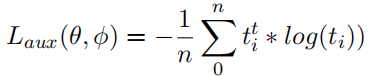 L_{aux}(θ, ϕ) = -\frac{1}{n} \sum_{0}^{n} t_i^t * log(t_i))